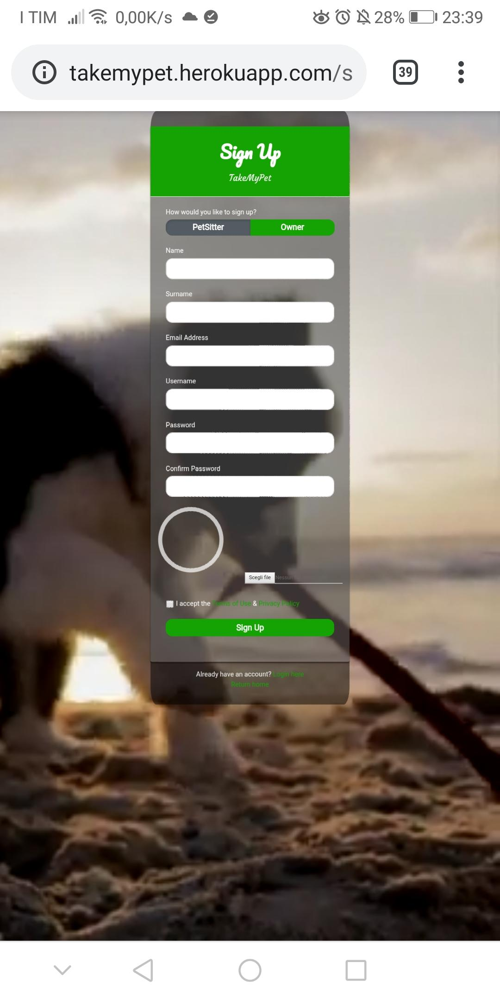 I TIM 0,00K/s 28% 23:39
takemypet.herokuapp.com/s 39
Sign Up
TakeMyPet
How would you like to sign up?
PetSitter Owner
Name
Surname
Email Address
Username
Password
Confirm Password
Scegli file Nessun
I accept the Terms of Use & Privacy Policy
Sign Up
Already have an account? Login here
Return home